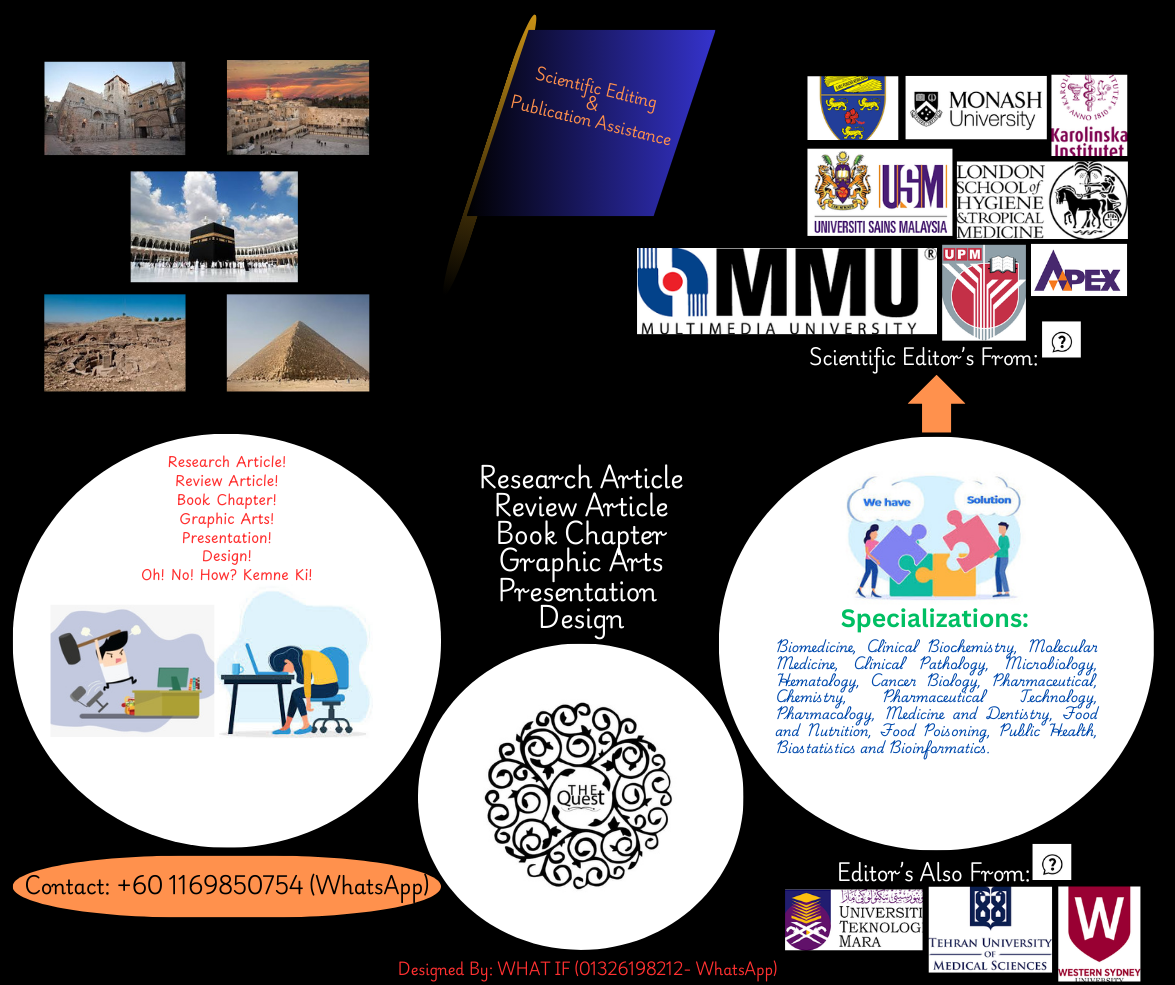 Scientific Editing
&
Publication Assistance
MONASH
University
KAROLINSKA INSTITUTET
ANNO 1810
Karolinska
Institutet
USM
UNIVERSITI SAINS MALAYSIA
LONDON
SCHOOL of
HYGIENE
&TROPICAL
MEDICINE
MMU®
MULTIMEDIA UNIVERSITY
UPM
APEX
Scientific Editor's From:
?
Research Article!
Review Article!
Book Chapter!
Graphic Arts!
Presentation!
Design!
Oh! No! How? Kemne Ki!
Research Article
Review Article
Book Chapter
Graphic Arts
Presentation
Design
We have
Solution
Specializations:
Biomedicine, Clinical Biochemistry, Molecular
Medicine, Clinical Pathology, Microbiology,
Hematology, Cancer Biology, Pharmaceutical,
Chemistry, Pharmaceutical Technology,
Pharmacology, Medicine and Dentistry, Food
and Nutrition, Food Poisoning, Public Health,
Biostatistics and Bioinformatics.
THE
Quest
Contact: +60 1169850754 (WhatsApp)
Editor's Also From:
?
UNIVERSITI
TEKNOLOG
MARA
TEHRAN UNIVERSITY
OF
MEDICAL SCIENCES
W
WESTERN SYDNEY
UNIVERSITY
Designed By: WHAT IF (01326198212- WhatsApp)